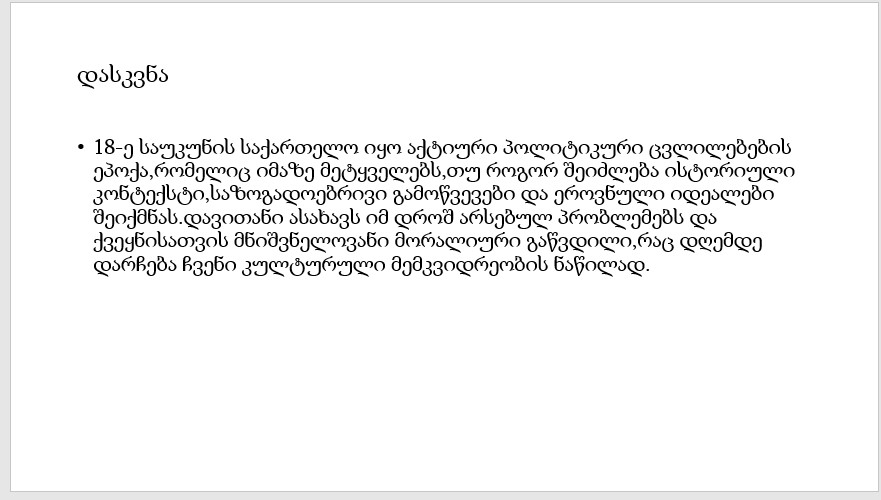 დასკვნა
• 18-ე საუკუნის საქართელო იყო აქტიური პოლიტიკური ცვლილებების
ეპოქა,რომელიც იმაზე მეტყველებს,თუ როგორ შეიძლება ისტორიული
კონტექსტი,საზოგადოებრივი გამოწვევები და ეროვნული იდეალები
შეიქმნას.დავითანი ასახავს იმ დროშ არსებულ პრობლემებს და
ქვეყნისათვის მნიშვნელოვანი მორალიური გაწვდილი,რაც დღემდე
დარჩება ჩვენი კულტურული მემკვიდრეობის ნაწილად.